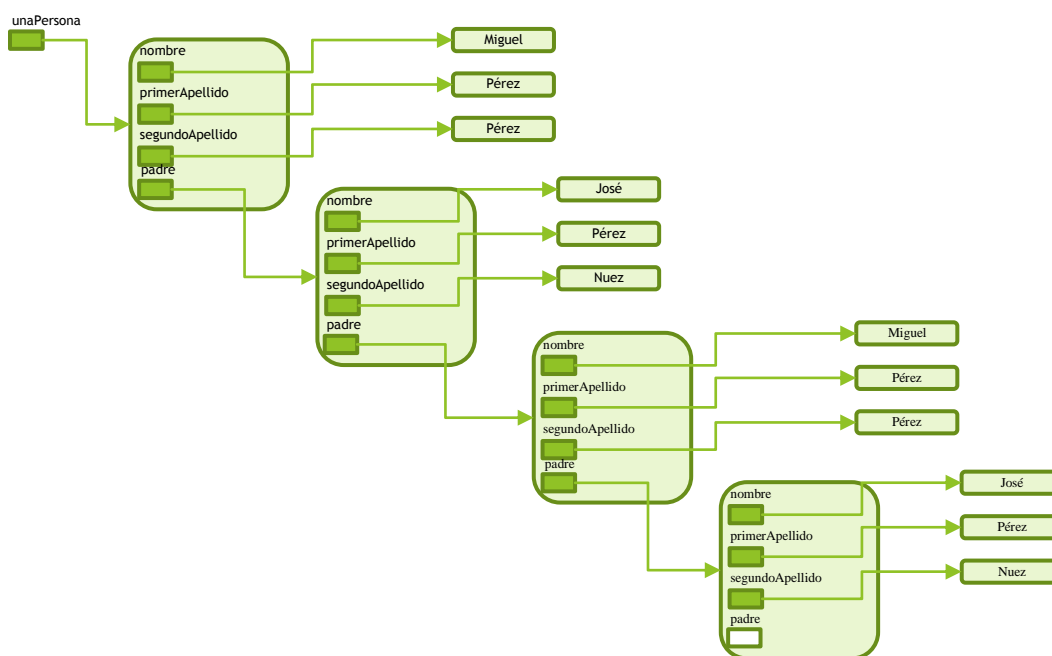 unaPersona
nombre
Miguel
primerApellido
Pérez
segundoApellido
Pérez
padre
nombre
José
primerApellido
Pérez
segundoApellido
Nuez
padre
nombre
Miguel
primerApellido
Pérez
segundoApellido
Pérez
padre
nombre
José
primerApellido
Pérez
segundoApellido
Nuez
padre